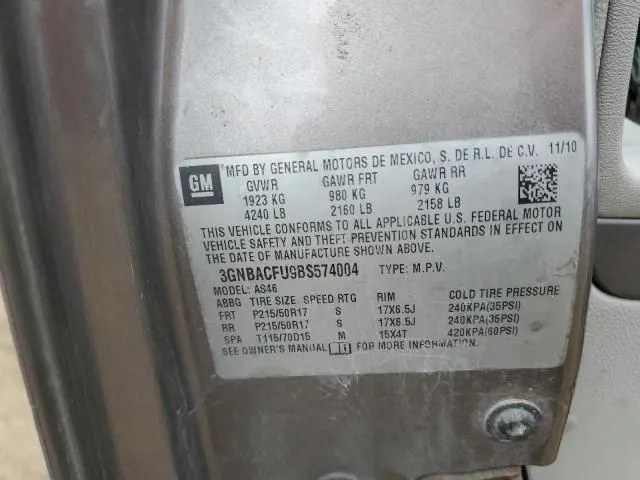 GM
MFD BY GENERAL MOTORS DE MEXICO, S. DE R.L. DE C.V. 11/10
GVWR GAWR FRT GAWR RR
1923 KG 980 KG 979 KG
4240 LB 2160 LB 2158 LB
THIS VEHICLE CONFORMS TO ALL APPLICABLE U.S. FEDERAL MOTOR
VEHICLE SAFETY AND THEFT PREVENTION STANDARDS IN EFFECT ON
THE DATE OF MANUFACTURE SHOWN ABOVE.
3GNBACFU9BS574004 TYPE: M.P.V.
MODEL: AS46
ABBG TIRE SIZE SPEED RTG RIM COLD TIRE PRESSURE
FRT P215/50R17 S 17X6.5J 240KPA(35PSI)
RR P215/50R17 S 17X6.5J 240KPA(35PSI)
SPA T115/70D15 M 15X4T 420KPA(60PSI)
SEE OWNER'S MANUAL FOR MORE INFORMATION.